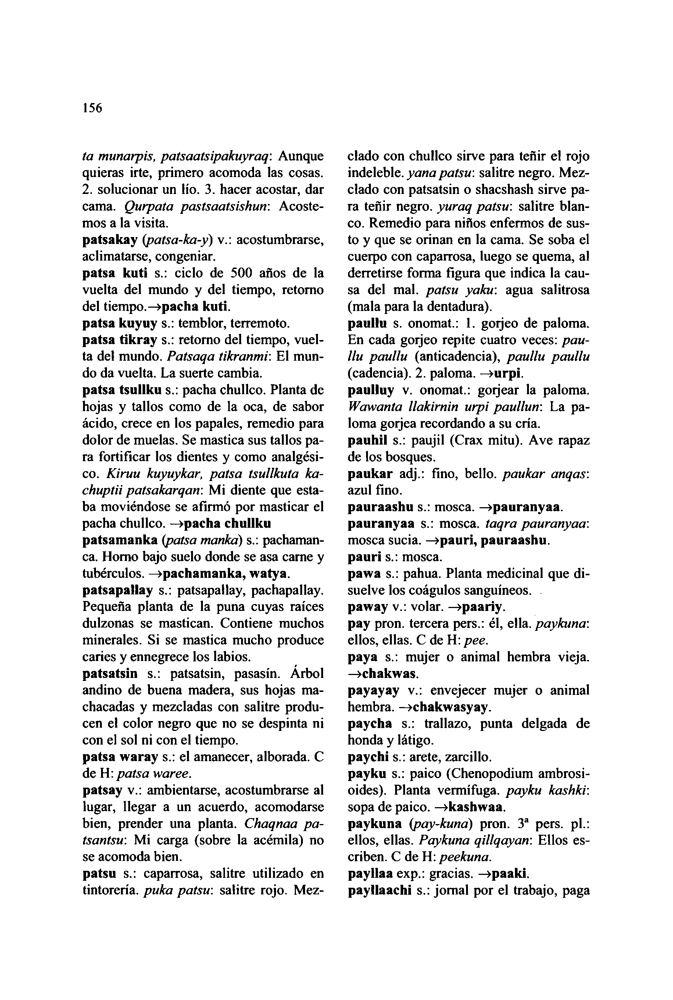 156
ta munarpis, patsaatsipakuyraq: Aunque
quieras irte, primero acomoda las cosas.
2. solucionar un lío. 3. hacer acostar, dar
cama. Qurpata pastsaatsishun: Acoste-
mos a la visita.
patsakay (patsa-ka-y) v.: acostumbrarse,
aclimatarse, congeniar.
patsa kuti s.: ciclo de 500 años de la
vuelta del mundo y del tiempo, retorno
del tiempo.→pacha kuti.
patsa kuyuy s.: temblor, terremoto.
patsa tikray s.: retorno del tiempo, vuel-
ta del mundo. Patsaqa tikranmi: El mun-
do da vuelta. La suerte cambia.
patsa tsullku s.: pacha chullco. Planta de
hojas y tallos como de la oca, de sabor
ácido, crece en los papales, remedio para
dolor de muelas. Se mastica sus tallos pa-
ra fortificar los dientes y como analgési-
co. Kiruu kuyuykar, patsa tsullkuta ka-
chuptii patsakarqan: Mi diente que esta-
ba moviéndose se afirmó por masticar el
pacha chullco. →pacha chullku
patsamanka (patsa manka) s.: pachaman-
ca. Horno bajo suelo donde se asa carne y
tubérculos. →pachamanka, watya.
patsapallay s.: patsapallay, pachapallay.
Pequeña planta de la puna cuyas raíces
dulzonas se mastican. Contiene muchos
minerales. Si se mastica mucho produce
caries y ennegrece los labios.
patsatsin s.: patsatsin, pasasín. Árbol
andino de buena madera, sus hojas ma-
chacadas y mezcladas con salitre produ-
cen el color negro que no se despinta ni
con el sol ni con el tiempo.
patsa waray s.: el amanecer, alborada. C
de H: patsa waree.
patsay v.: ambientarse, acostumbrarse al
lugar, llegar a un acuerdo, acomodarse
bien, prender una planta. Chaqnaa pa-
tsantsu: Mi carga (sobre la acémila) no
se acomoda bien.
patsu s.: caparrosa, salitre utilizado en
tintorería. puka patsu: salitre rojo. Mez-
clado con chullco sirve para teñir el rojo
indeleble. yana patsu: salitre negro. Mez-
clado con patsatsin o shacshash sirve pa-
ra teñir negro. yuraq patsu: salitre blan-
co. Remedio para niños enfermos de sus-
to y que se orinan en la cama. Se soba el
cuerpo con caparrosa, luego se quema, al
derretirse forma figura que indica la cau-
sa del mal. patsu yaku: agua salitrosa
(mala para la dentadura).
paullu s. onomat.: 1. gorjeo de paloma.
En cada gorjeo repite cuatro veces: pau-
llu paullu (anticadencia), paullu paullu
(cadencia). 2. paloma. →urpi.
paulluy v. onomat.: gorjear la paloma.
Wawanta llakirnin urpi paullun: La pa-
loma gorjea recordando a su cría.
pauhil s.: paujil (Crax mitu). Ave rapaz
de los bosques.
paukar adj.: fino, bello. paukar anqas:
azul fino.
pauraashu s.: mosca. →pauranyaa.
pauranyaa s.: mosca. taqra pauranyaa:
mosca sucia. →pauri, pauraashu.
pauri s.: mosca.
pawa s.: pahua. Planta medicinal que di-
suelve los coágulos sanguíneos.
paway v.: volar. →paariy.
pay pron. tercera pers.: él, ella. paykuna:
ellos, ellas. C de H: pee.
paya s.: mujer o animal hembra vieja.
→chakwas.
payayay v.: envejecer mujer o animal
hembra. →chakwasyay.
paycha s.: trallazo, punta delgada de
honda y látigo.
paychi s.: arete, zarcillo.
payku s.: paico (Chenopodium ambrosi-
oides). Planta vermífuga. payku kashki:
sopa de paico. →kashwaa.
paykuna (pay-kuna) pron. 3ª pers. pl.:
ellos, ellas. Paykuna qillqayan: Ellos es-
criben. C de H: peekuna.
payllaa exp.: gracias. →paaki.
payllaachi s.: jornal por el trabajo, paga